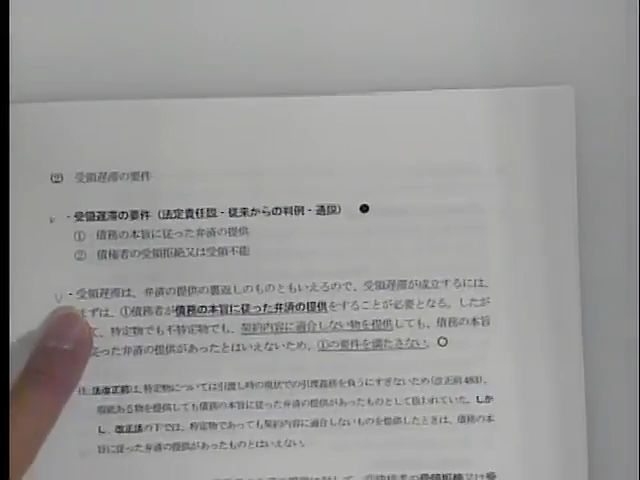 (2) 受領遅滞の要件
・受領遅滞の要件（法定責任説・従来からの判例・通説） ●
① 債務の本旨に従った弁済の提供
② 債権者の受領拒絶又は受領不能
・受領遅滞は、弁済の提供の裏返しのものともいえるので、受領遅滞が成立するには、
まずは、①債務者が債務の本旨に従った弁済の提供をすることが必要となる。したが
て、特定物でも不特定物でも、契約内容に適合しない物を提供しても、債務の本旨
従った弁済の提供があったとはいえないため、①の要件を満たさない。○
注 法改正前は、特定物については引渡し時の現状での引渡義務を負うにすぎないため（改正前483）、
瑕疵ある物を提供しても債務の本旨に従った弁済の提供があったものとして扱われていた。しか
し、改正法の下では、特定物であっても契約内容に適合しないものを提供したときは、債務の本
旨に従った弁済の提供があったものとはいえない。